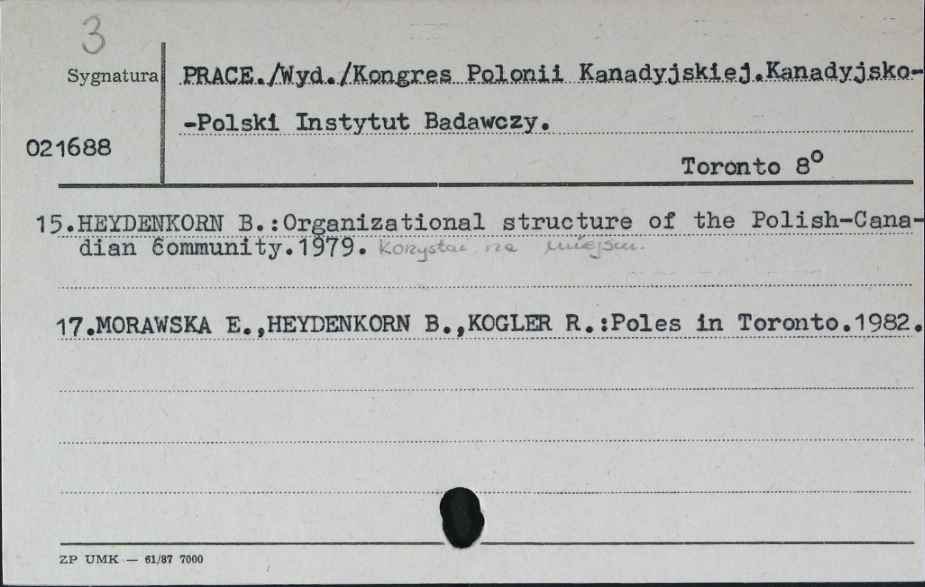 3
Sygnatura
PRACE./Wyd./Kongres Polonii Kanadyjskiej.Kanadyjsko-
-Polski Instytut Badawczy.
021688
Toronto 8º
15.HEYDENKORN B.:Organizational structure of the Polish-Cana-
dian Community.1979. Korzystać na miejscu.
17.MORAWSKA E.,HEYDENKORN B.,KOGLER R.:Poles in Toronto.1982.
ZP UMK — 61/87 7000